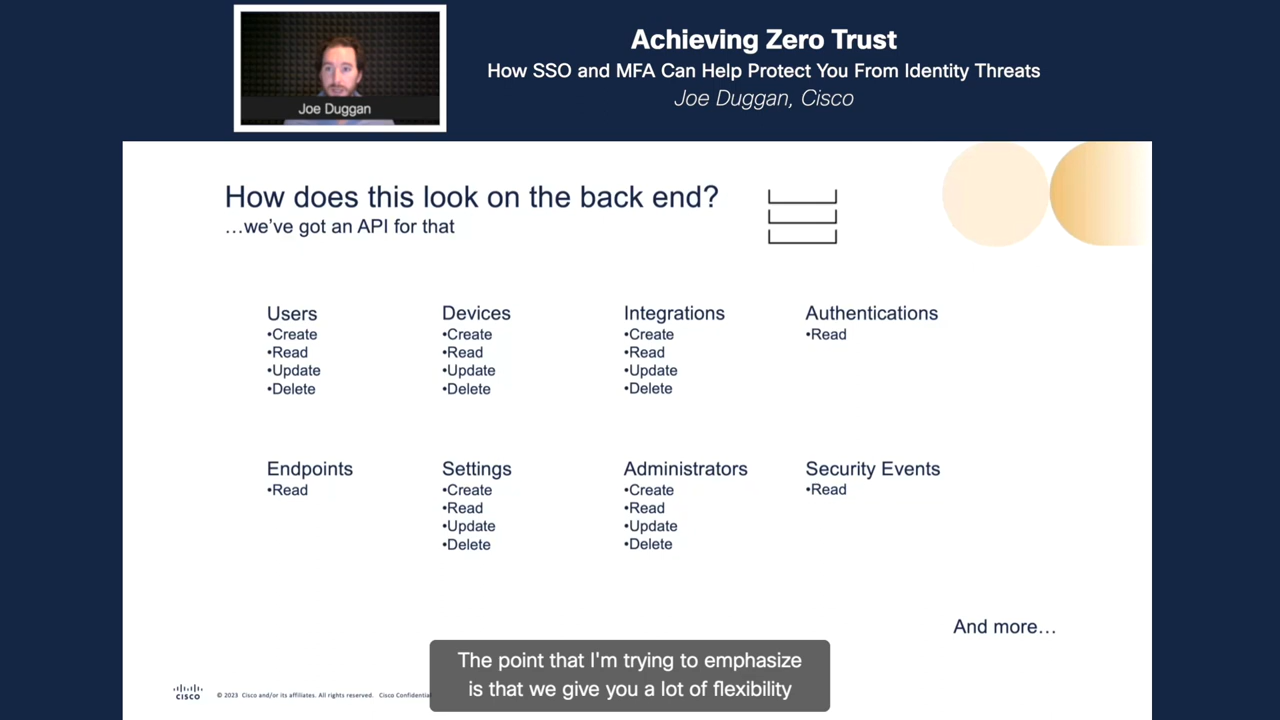 Achieving Zero Trust
How SSO and MFA Can Help Protect You From Identity Threats
Joe Duggan, Cisco
Joe Duggan
How does this look on the back end?
…we've got an API for that
Users
•Create
•Read
•Update
•Delete
Devices
•Create
•Read
•Update
•Delete
Integrations
•Create
•Read
•Update
•Delete
Authentications
•Read
Endpoints
•Read
Settings
•Create
•Read
•Update
•Delete
Administrators
•Create
•Read
•Update
•Delete
Security Events
•Read
And more…
The point that I'm trying to emphasize
is that we give you a lot of flexibility
CISCO
© 2023 Cisco and/or its affiliates. All rights reserved. Cisco